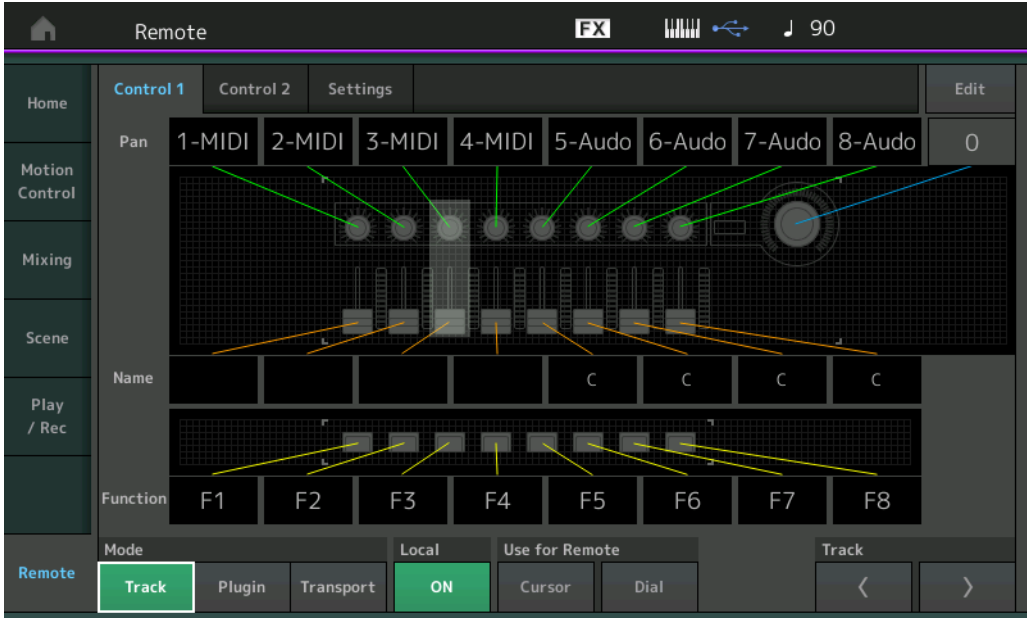 Remote FX 90
Control 1 Control 2 Settings Edit
Home
Pan 1-MIDI 2-MIDI 3-MIDI 4-MIDI 5-Audo 6-Audo 7-Audo 8-Audo 0
Motion
Control
Mixing
Scene
Name C C C C
Play
/ Rec
Function F1 F2 F3 F4 F5 F6 F7 F8
Mode Local Use for Remote Track
Remote Track Plugin Transport ON Cursor Dial